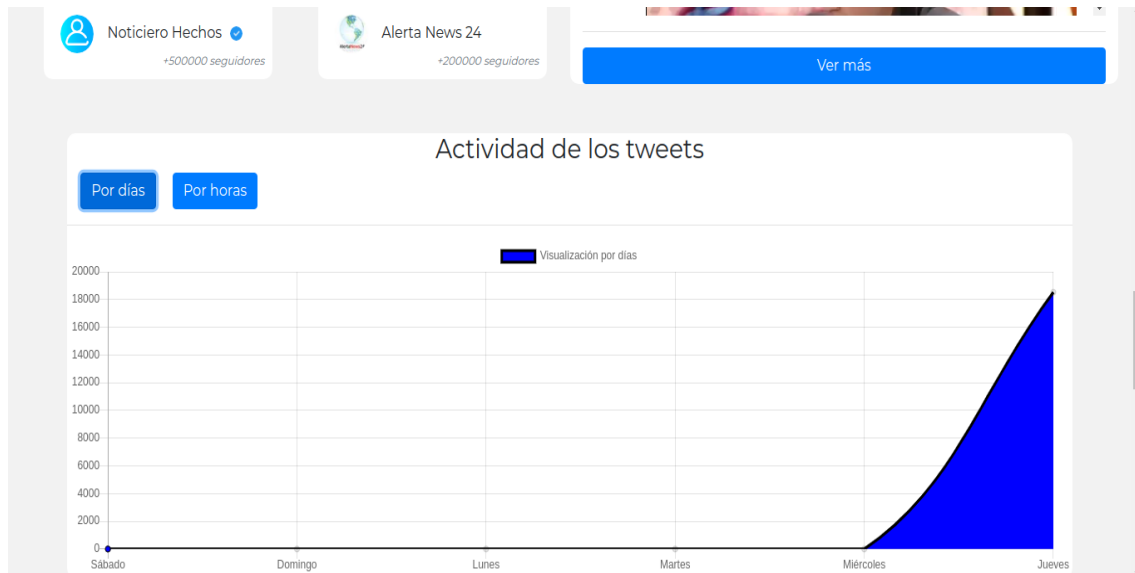 Noticiero Hechos
+500000 seguidores
Alerta News 24
+200000 seguidores
Ver más
Actividad de los tweets
Por días
Por horas
Visualización por días
20000
18000
16000
14000
12000
10000
8000
6000
4000
2000
0
Sábado
Domingo
Lunes
Martes
Miércoles
Jueves